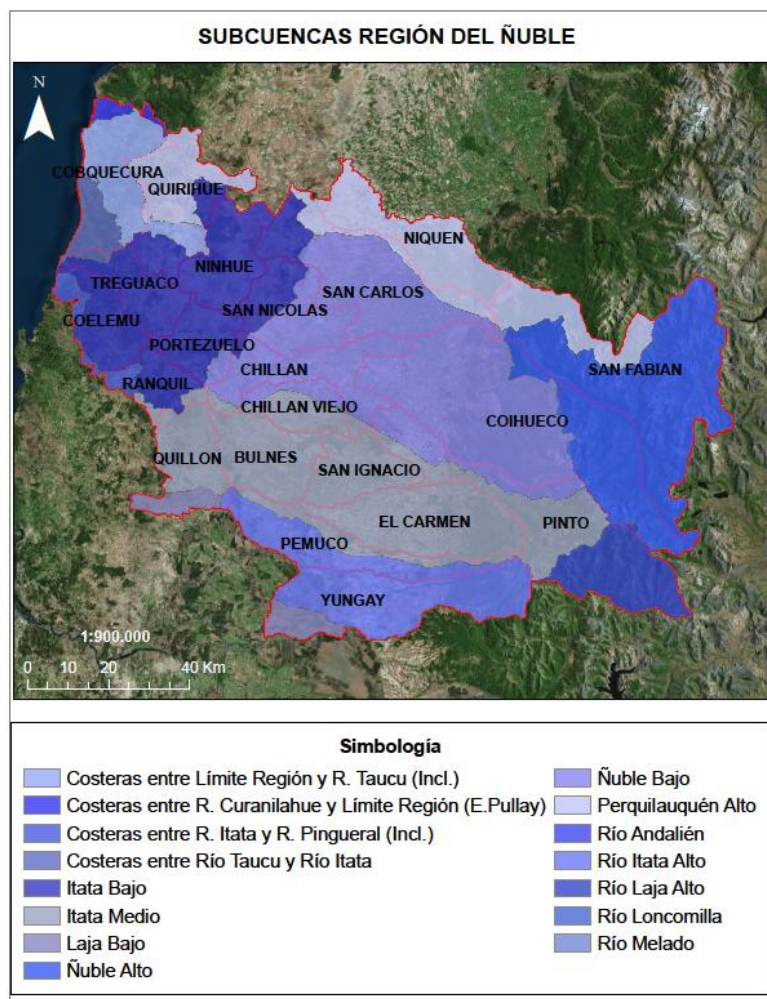 SUBCUENCAS REGIÓN DEL ÑUBLE
N
COBQUECURA
QUIRIHUE
NIQUEN
NINHUE
TREGUACO
SAN CARLOS
SAN NICOLAS
COELEMU
PORTEZUELO
RANQUIL
CHILLAN
SAN FABIAN
CHILLAN VIEJO
COIHUECO
QUILLON
BULNES
SAN IGNACIO
EL CARMEN
PINTO
PEMUCO
YUNGAY
1:900.000
0 10 20 40 Km
Simbología
Costeras entre Límite Región y R. Taucu (Incl.)
Costeras entre R. Curanilahue y Límite Región (E.Pullay)
Costeras entre R. Itata y R. Pingueral (Incl.)
Costeras entre Río Taucu y Río Itata
Itata Bajo
Itata Medio
Laja Bajo
Ñuble Alto
Ñuble Bajo
Perquilauquén Alto
Río Andalién
Río Itata Alto
Río Laja Alto
Río Loncomilla
Río Melado